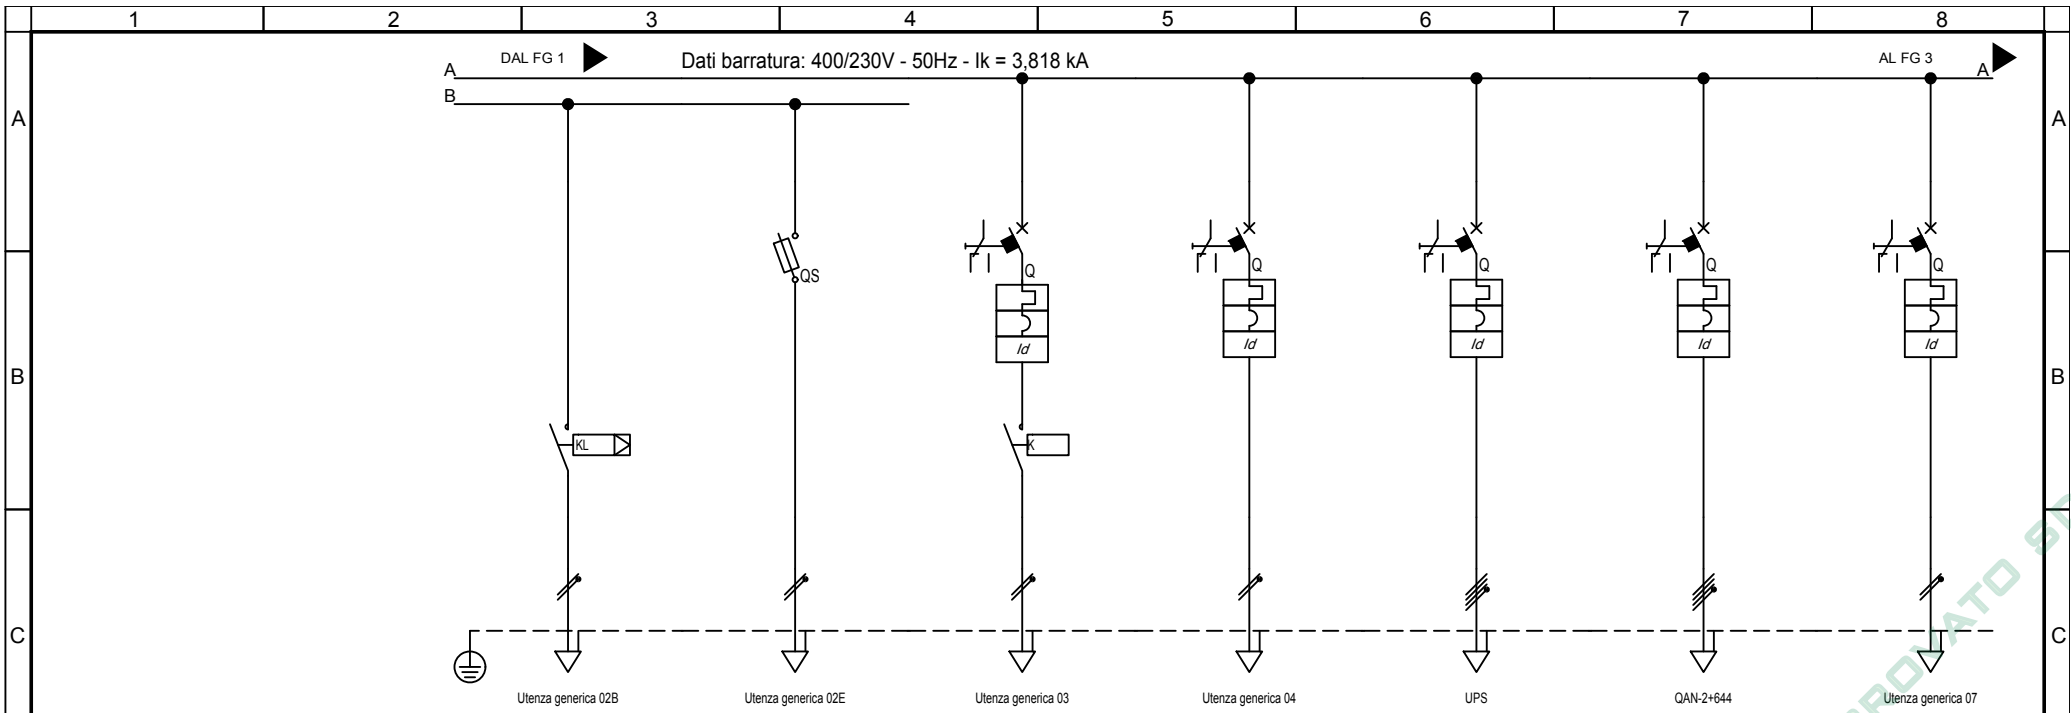 1 2 3 4 5 6 7 8
DAL FG 1 Dati barratura: 400/230V - 50Hz - Ik = 3,818 kA AL FG 3
A A
B
A A
QS Q Q Q Q Q
Id Id Id Id Id
B B
KL K
C C
Utenza generica 02B Utenza generica 02E Utenza generica 03 Utenza generica 04 UPS QAN-2+644 Utenza generica 07